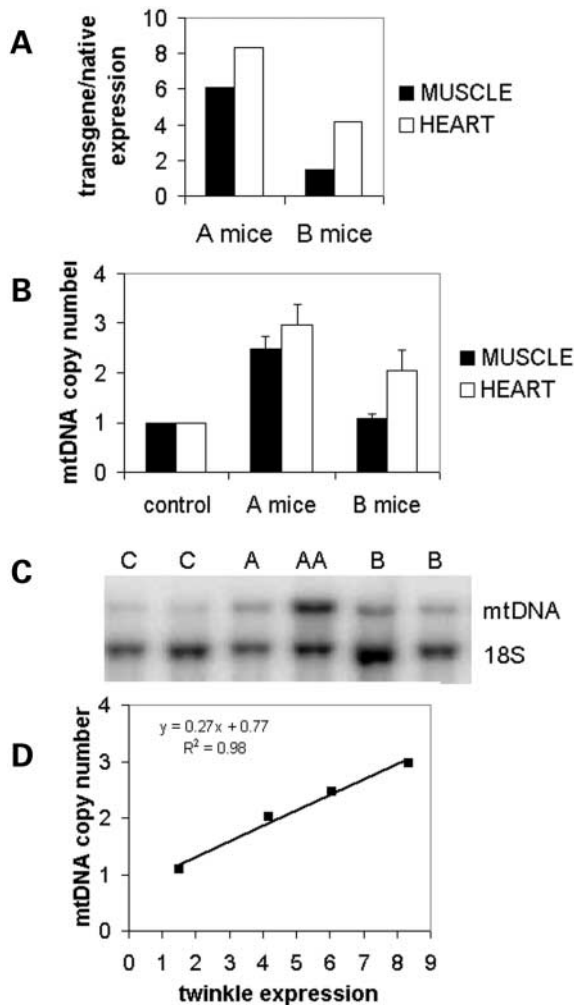 A
transgene/native
expression
10
8
6
4
2
0
A mice
B mice
MUSCLE
HEART
B
mtDNA copy number
4
3
2
1
0
control
A mice
B mice
MUSCLE
HEART
C
C C A AA B B
mtDNA
18S
D
mtDNA copy number
4
3
2
1
0
y = 0.27x + 0.77
R² = 0.98
0 1 2 3 4 5 6 7 8 9
twinkle expression